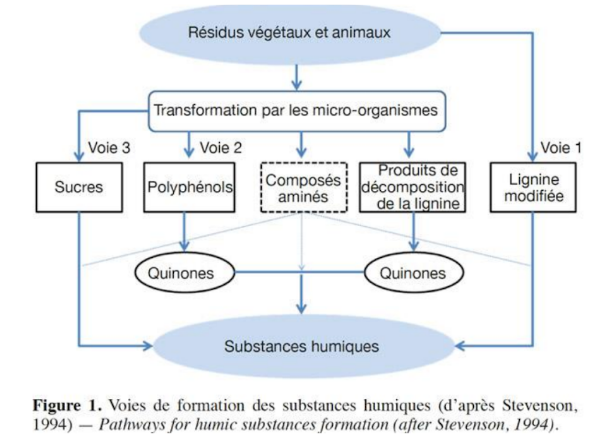 Résidus végétaux et animaux
Transformation par les micro-organismes
Voie 3
Voie 2
Voie 1
Sucres
Polyphénols
Composés
aminés
Produits de
décomposition
de la lignine
Lignine
modifiée
Quinones
Quinones
Substances humiques
Figure 1. Voies de formation des substances humiques (d'après Stevenson,
1994) — Pathways for humic substances formation (after Stevenson, 1994).